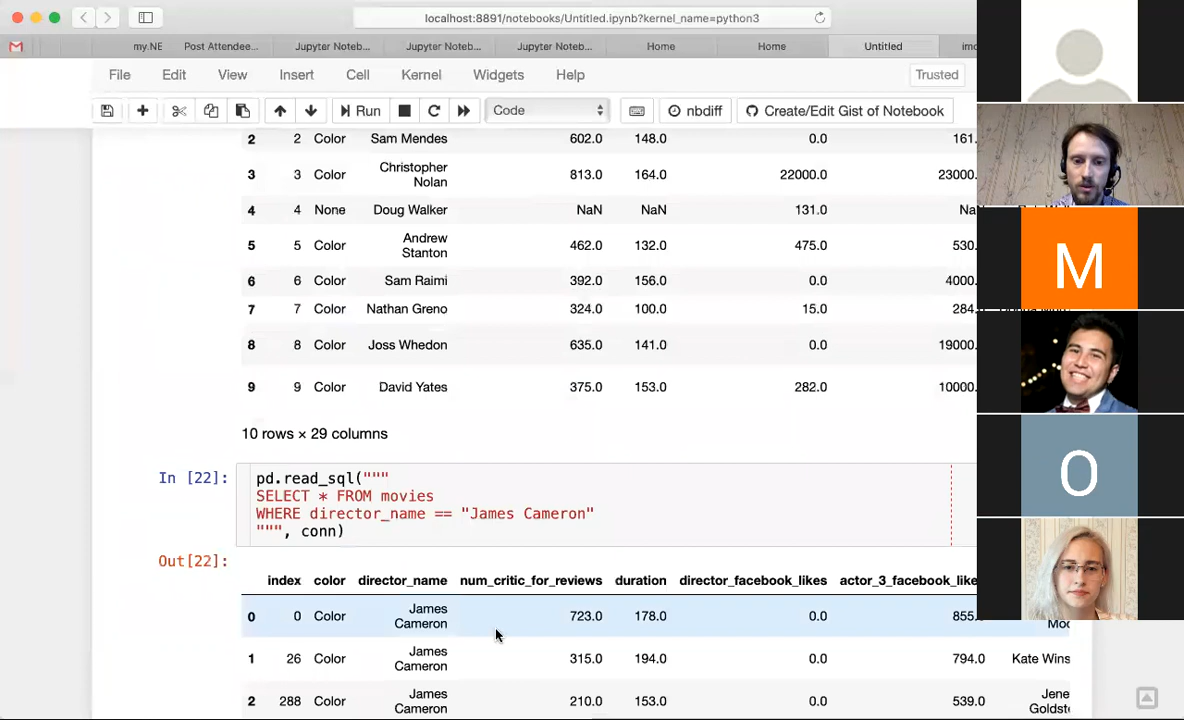 localhost:8891/notebooks/Untitled.ipynb?kernel_name=python3
my.NE Post Attendee... Jupyter Noteb... Jupyter Noteb... Jupyter Noteb... Home Home Untitled
File Edit View Insert Cell Kernel Widgets Help Trusted
Run Code nbdiff Create/Edit Gist of Notebook
2 2 Color Sam Mendes 602.0 148.0 0.0 161.
3 3 Color Christopher Nolan 813.0 164.0 22000.0 23000.
4 4 None Doug Walker NaN NaN 131.0 Na
5 5 Color Andrew Stanton 462.0 132.0 475.0 530.
6 6 Color Sam Raimi 392.0 156.0 0.0 4000.
7 7 Color Nathan Greno 324.0 100.0 15.0 284.
8 8 Color Joss Whedon 635.0 141.0 0.0 19000.
9 9 Color David Yates 375.0 153.0 282.0 10000.
10 rows × 29 columns
In [22]: pd.read_sql("""
SELECT * FROM movies
WHERE director_name == "James Cameron"
""", conn)
Out[22]:
index color director_name num_critic_for_reviews duration director_facebook_likes actor_3_facebook_like
0 0 Color James Cameron 723.0 178.0 0.0 855.
1 26 Color James Cameron 315.0 194.0 0.0 794.0 Kate Wins
2 288 Color James Cameron 210.0 153.0 0.0 539.0 Jene Goldste
M
O